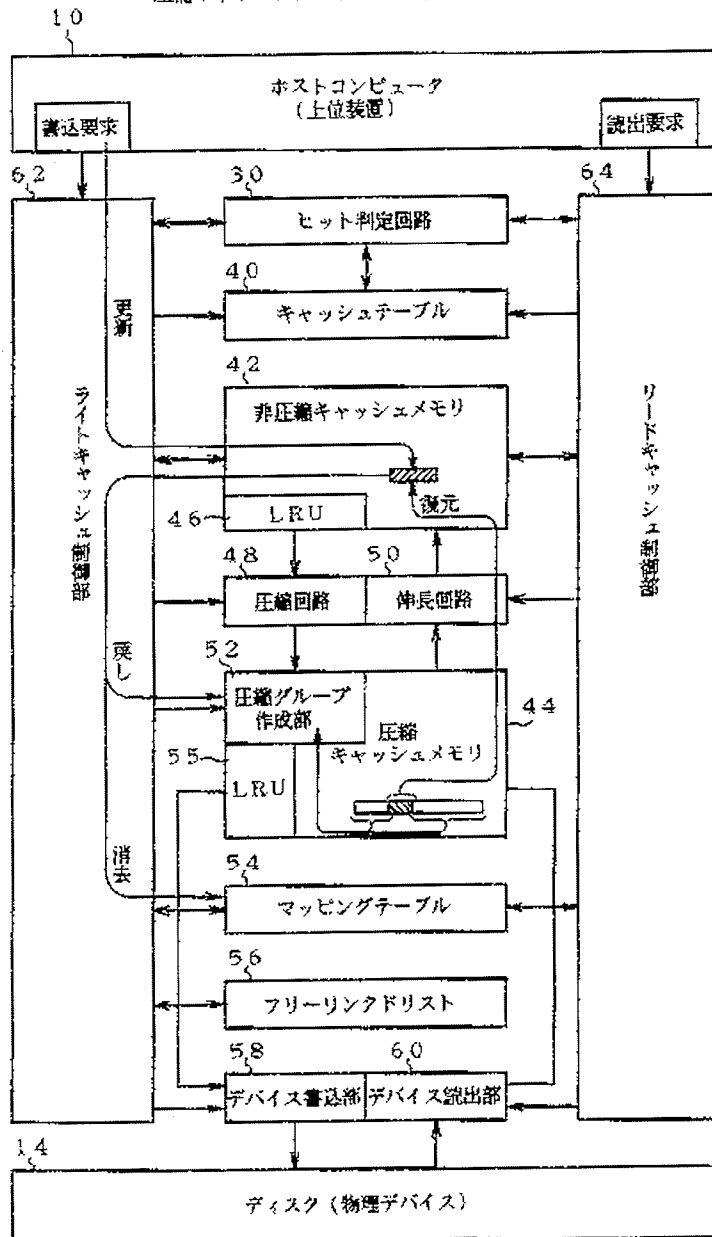 10
ホストコンピュータ
(上位装置)
書込要求
読出要求
62
64
30
ヒット判定回路
40
キャッシュテーブル
更新
42
非圧縮キャッシュメモリ
ライトキャッシュ
制御部
リードキャッシュ
制御部
復元
46
LRU
48
50
圧縮回路
伸長回路
戻し
52
44
圧縮グループ
作成部
圧縮
キャッシュメモリ
55
LRU
消去
54
マッピングテーブル
56
フリーリンクドリスト
58
60
デバイス書込部
デバイス読出部
14
ディスク(物理デバイス)